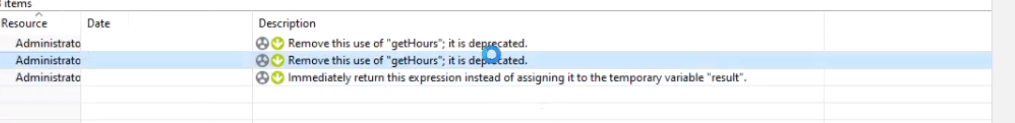 items
Resource Date Description
Administrato Remove this use of "getHours"; it is deprecated.
Administrato Remove this use of "getHours"; it is deprecated.
Administrato Immediately return this expression instead of assigning it to the temporary variable "result".